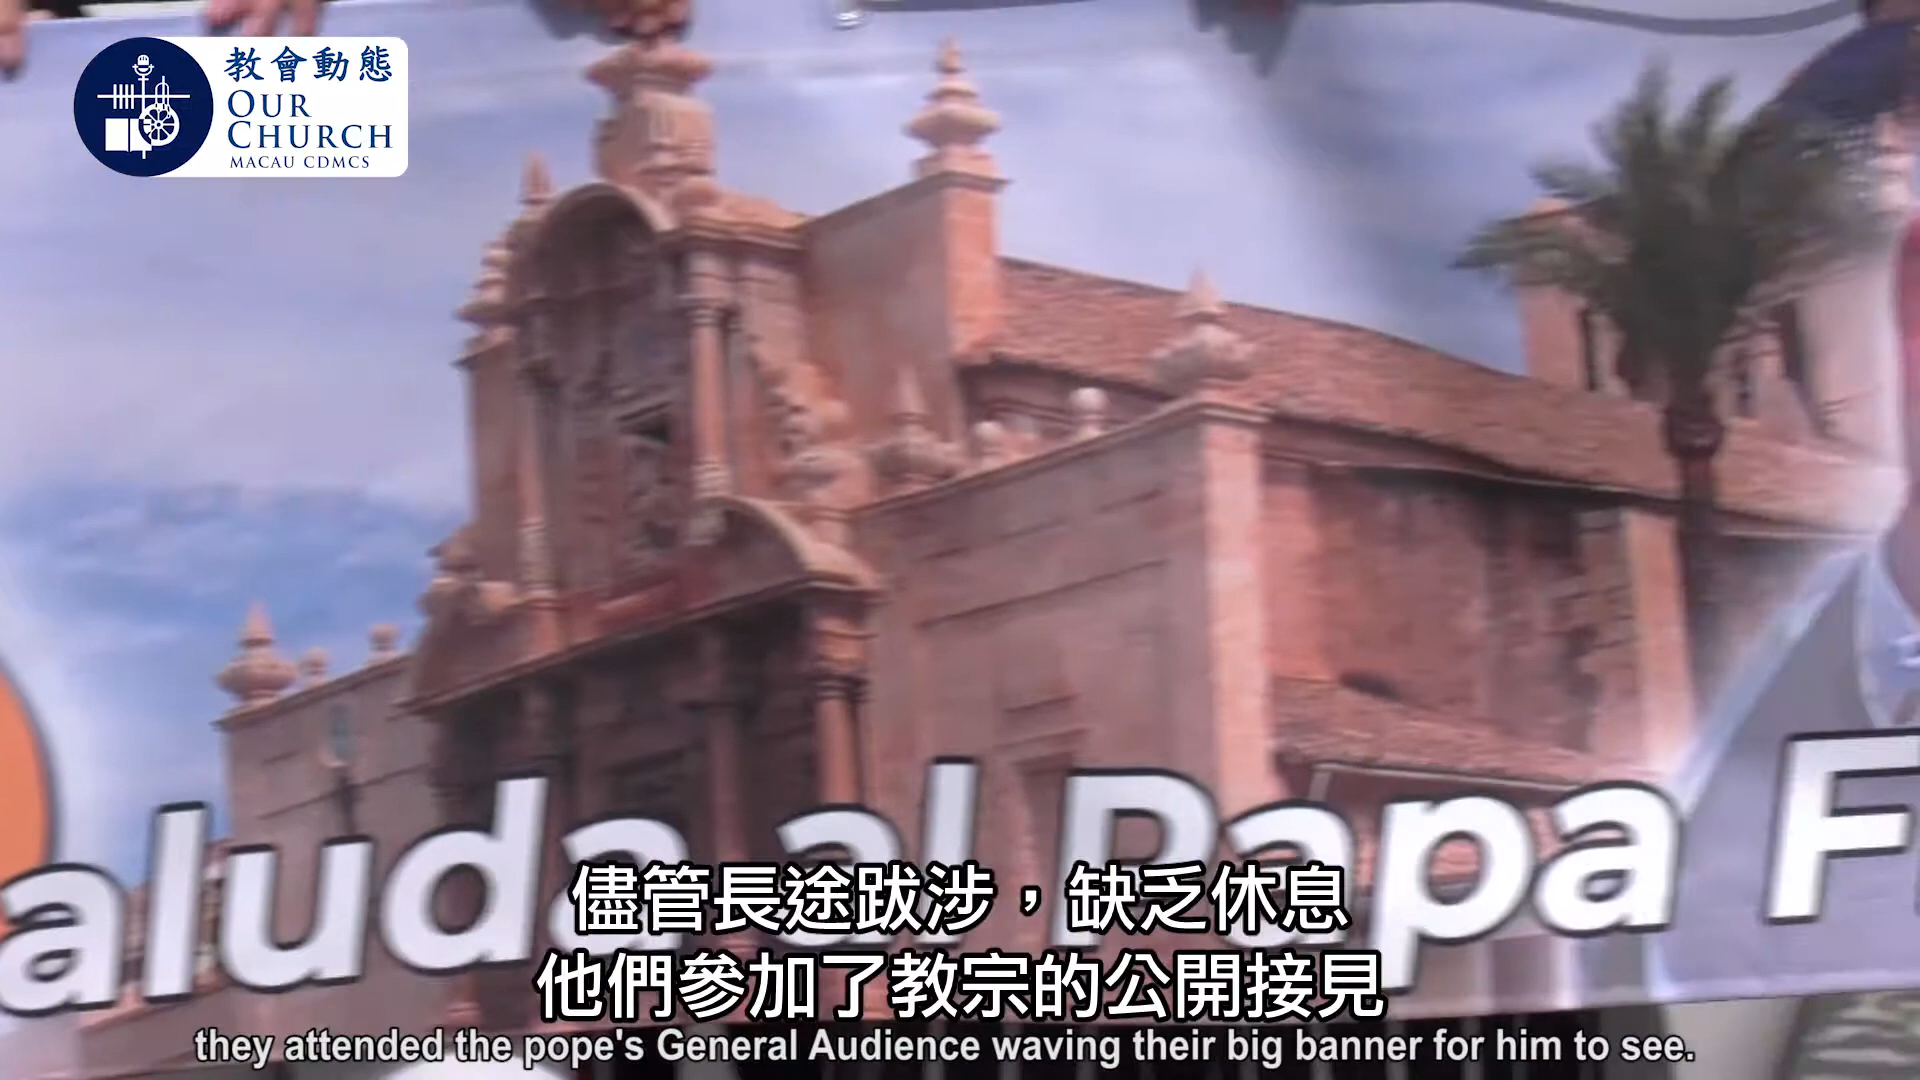 教會動態
OUR
CHURCH
MACAU CDMCS
aluda al Papa F
儘管長途跋涉，缺乏休息
他們參加了教宗的公開接見
they attended the pope's General Audience waving their big banner for him to see.